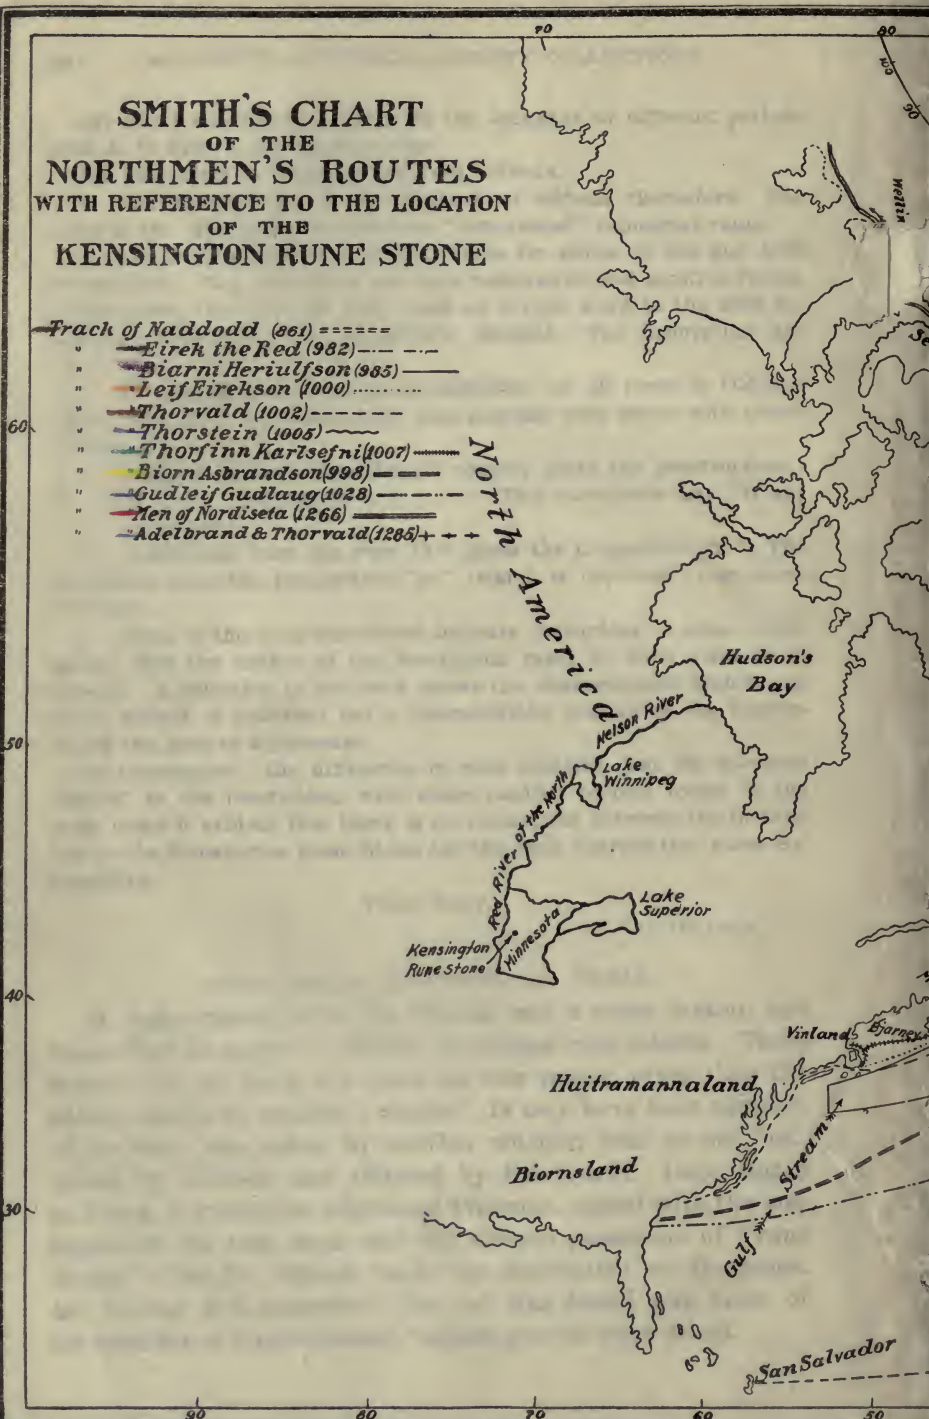 70
80
100
90
SMITH'S CHART
OF THE
NORTHMEN'S ROUTES
WITH REFERENCE TO THE LOCATION
OF THE
KENSINGTON RUNE STONE
Track of Naddodd (861)
" Eirek the Red (982)
" Biarni Heriulfson (985)
" Leif Eirekson (1000)
" Thorvald (1002)
" Thorstein (1005)
" Thorfinn Karlsefni (1007)
" Biorn Asbrandson (998)
" Gudleif Gudlaug (1028)
" Men of Nordiseta (1266)
" Adelbrand & Thorvald (1285)
60
North America
Hudson's
Bay
Nelson River
50
Lake
Winnipeg
Red River of the North
Lake
Superior
Minnesota
Kensington
Rune Stone
40
Vinland
Bjarney
Huitramannaland
Biornsland
30
Gulf Stream
San Salvador
90
80
70
60
50